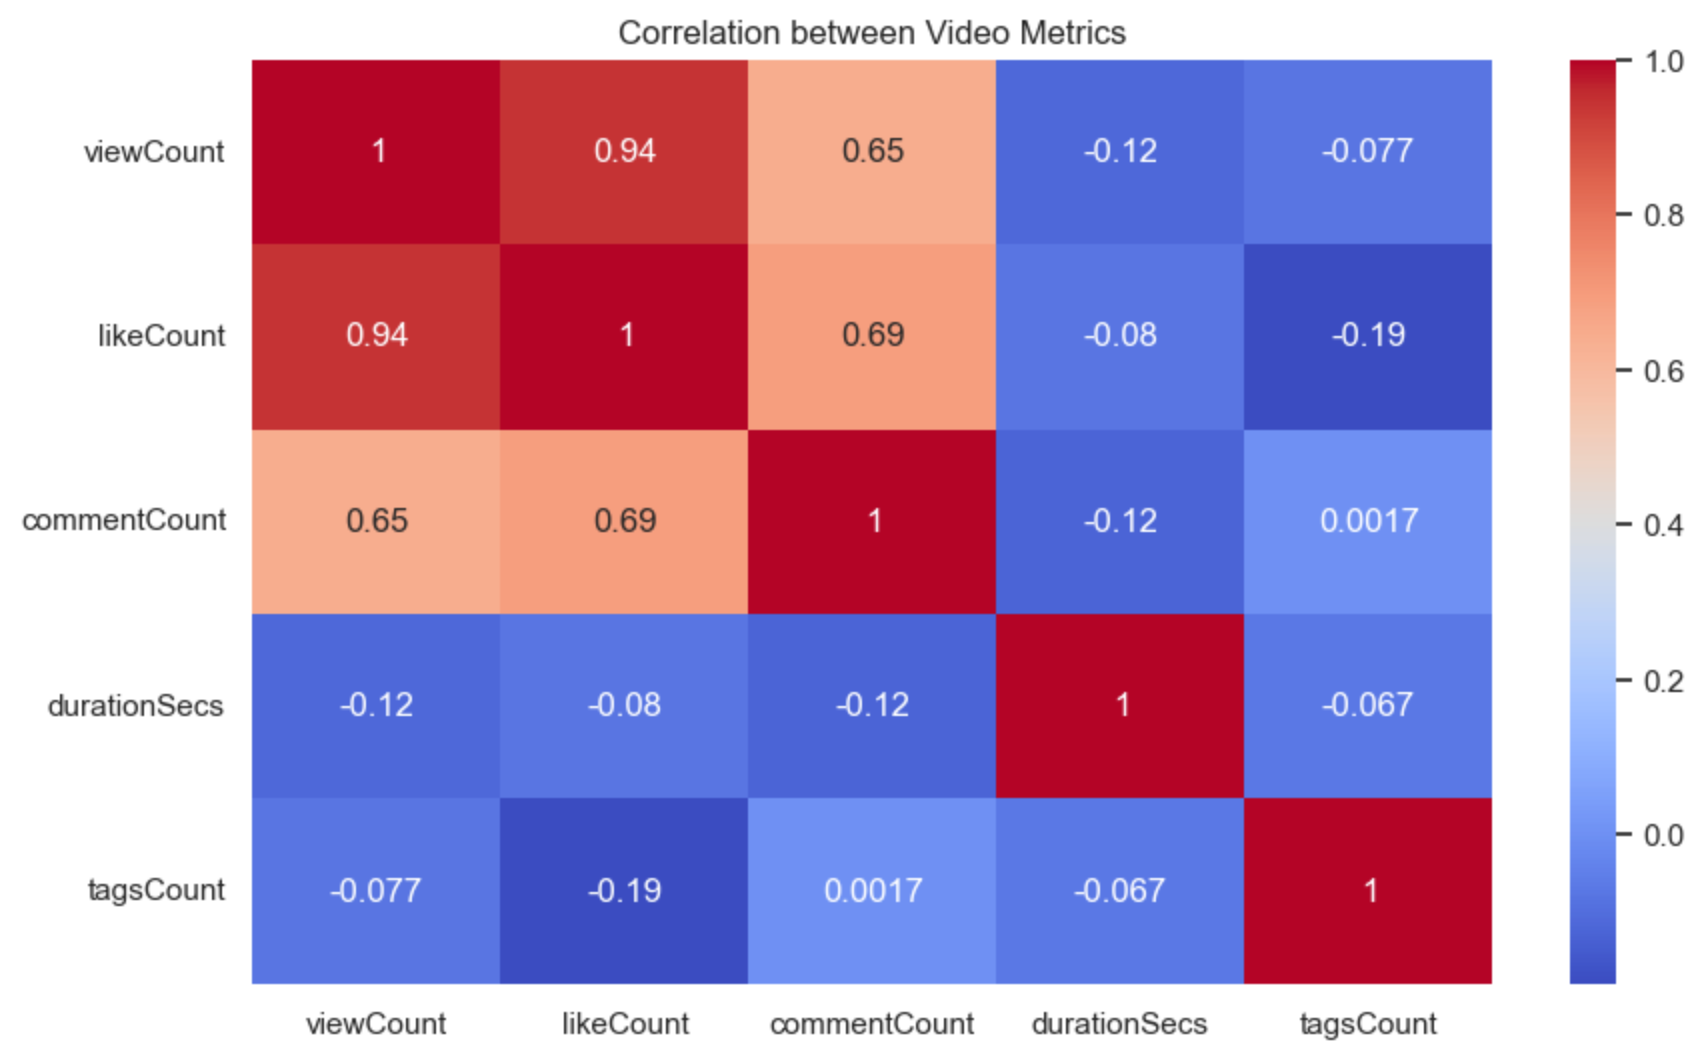 Correlation between Video Metrics
viewCount 1 0.94 0.65 -0.12 -0.077
likeCount 0.94 1 0.69 -0.08 -0.19
commentCount 0.65 0.69 1 -0.12 0.0017
durationSecs -0.12 -0.08 -0.12 1 -0.067
tagsCount -0.077 -0.19 0.0017 -0.067 1
viewCount likeCount commentCount durationSecs tagsCount
1.0
0.8
0.6
0.4
0.2
0.0